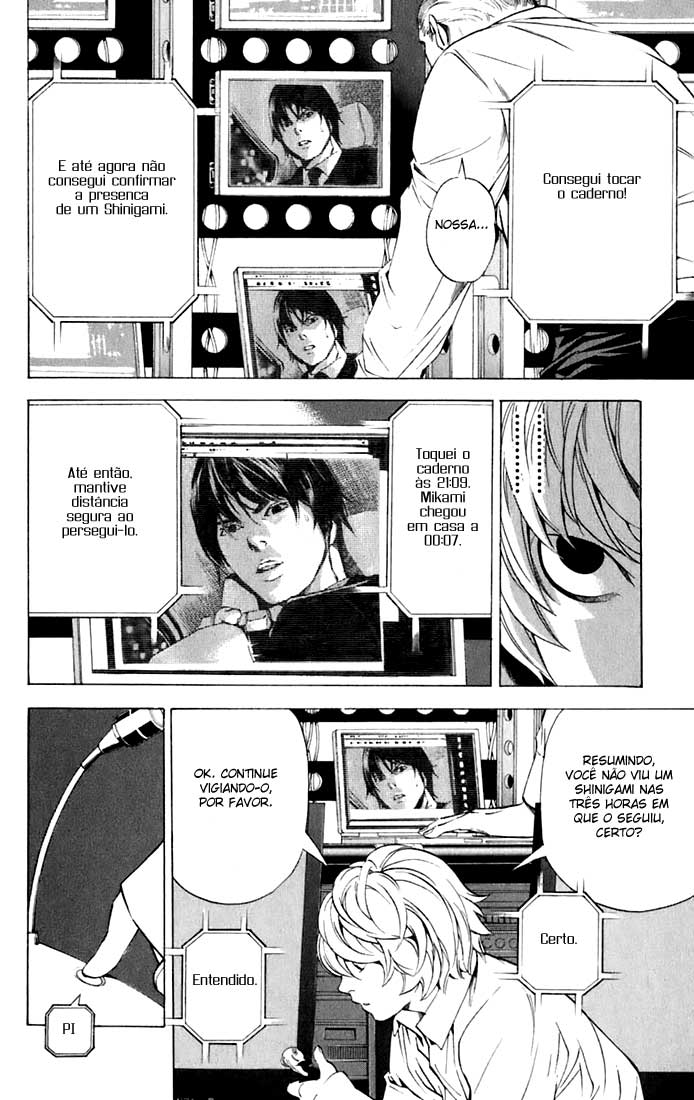 Consegui tocar
o caderno!
NOSSA...
E até agora não
consegui confirmar
a presenca
de um Shinigami.
Toquei o
caderno
às 21:09.
Mikami
chegou
em casa a
00:07.
Até então,
mantive
distância
segura ao
persegui-lo.
RESUMINDO,
VOCÊ NÃO VIU UM
SHINIGAMI NAS
TRÊS HORAS EM
QUE O SEGUIU,
CERTO?
Certo.
OK. CONTINUE
VIGIANDO-O,
POR FAVOR.
Entendido.
PI